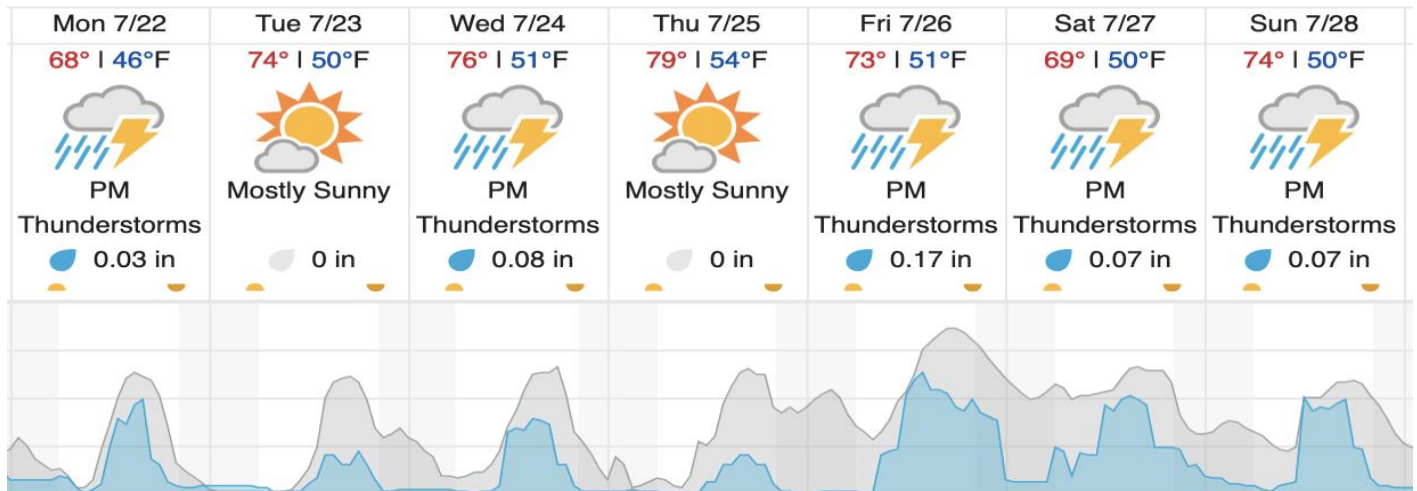 Mon 7/22 Tue 7/23 Wed 7/24 Thu 7/25 Fri 7/26 Sat 7/27 Sun 7/28
68° | 46°F 74° | 50°F 76° | 51°F 79° | 54°F 73° | 51°F 69° | 50°F 74° | 50°F
PM Mostly Sunny PM Mostly Sunny PM PM PM
Thunderstorms Thunderstorms Thunderstorms Thunderstorms Thunderstorms
0.03 in 0 in 0.08 in 0 in 0.17 in 0.07 in 0.07 in